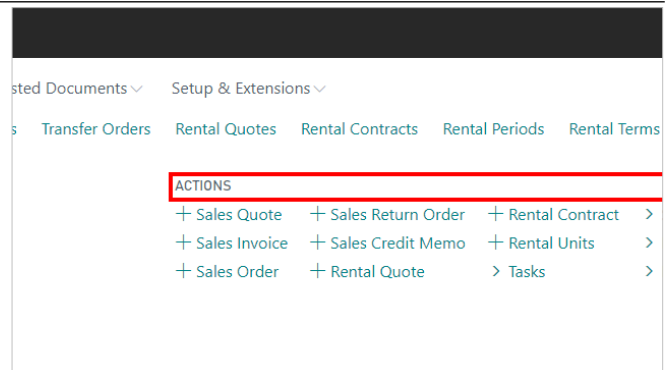 sted Documents Setup & Extensions
s Transfer Orders Rental Quotes Rental Contracts Rental Periods Rental Terms
ACTIONS
+ Sales Quote + Sales Return Order + Rental Contract >
+ Sales Invoice + Sales Credit Memo + Rental Units >
+ Sales Order + Rental Quote > Tasks >